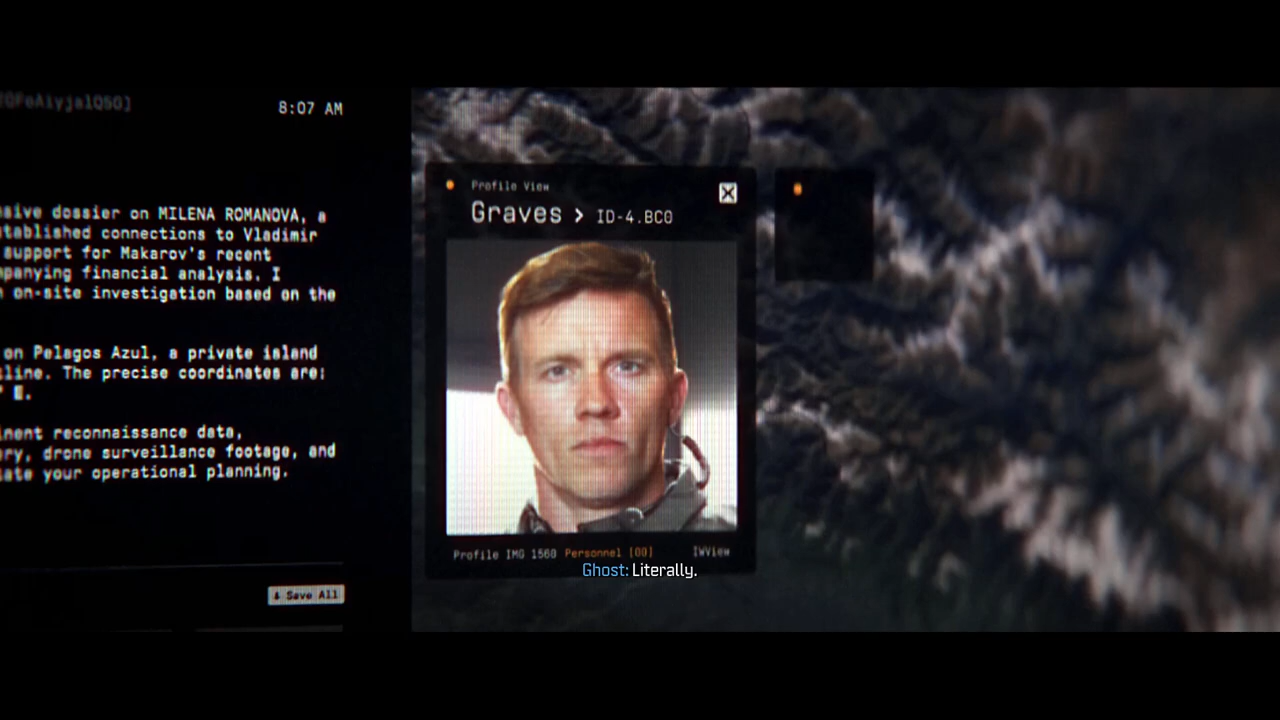 8:07 AM
dossier on MILENA ROMANOVA, a
connections to Vladimir
support for Makarov's recent
financial analysis. I
on-site investigation based on the
on Pelagos Azul, a private island
The precise coordinates are:
reconnaissance data,
drone surveillance footage, and
your operational planning.
Save All
Profile View
Graves > ID-4.BC0
Profile IMG 1560 Personnel [00] IWView
Ghost: Literally.